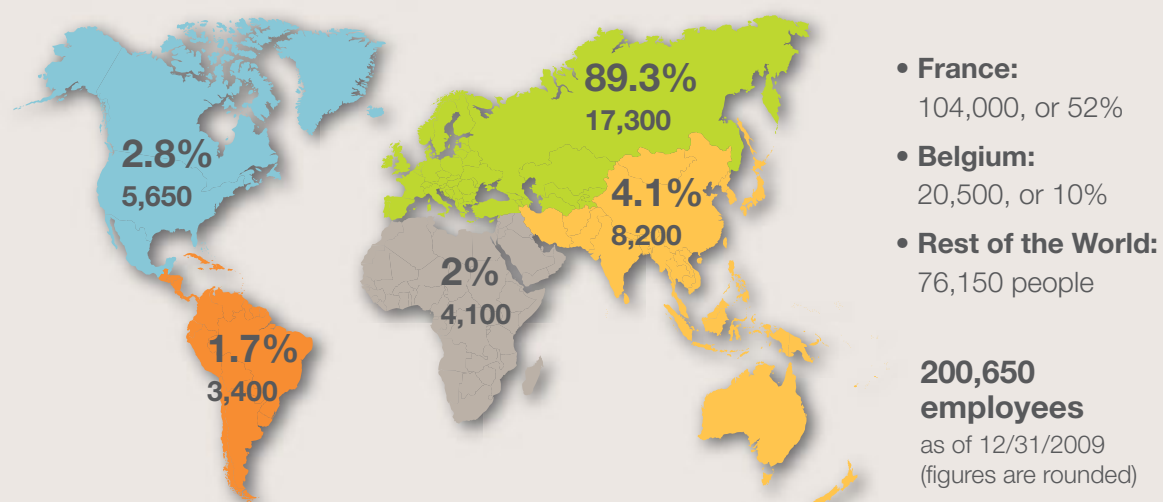 2.8%
5,650
1.7%
3,400
89.3%
17,300
4.1%
8,200
2%
4,100
• France:
104,000, or 52%
• Belgium:
20,500, or 10%
• Rest of the World:
76,150 people
200,650
employees
as of 12/31/2009
(figures are rounded)